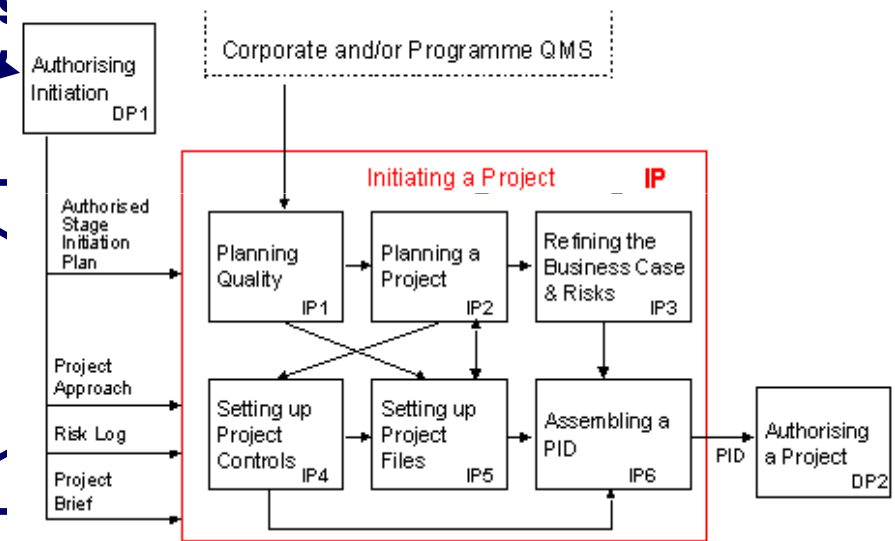 Corporate and/or Programme QMS
Authorising
Initiation
DP1
Initiating a Project IP
Authorised
Stage
Initiation
Plan
Planning
Quality
IP1
Planning a
Project
IP2
Refining the
Business Case
& Risks
IP3
Project
Approach
Risk Log
Project
Brief
Setting up
Project
Controls
IP4
Setting up
Project
Files
IP5
Assembling a
PID
IP6
PID
Authorising
a Project
DP2